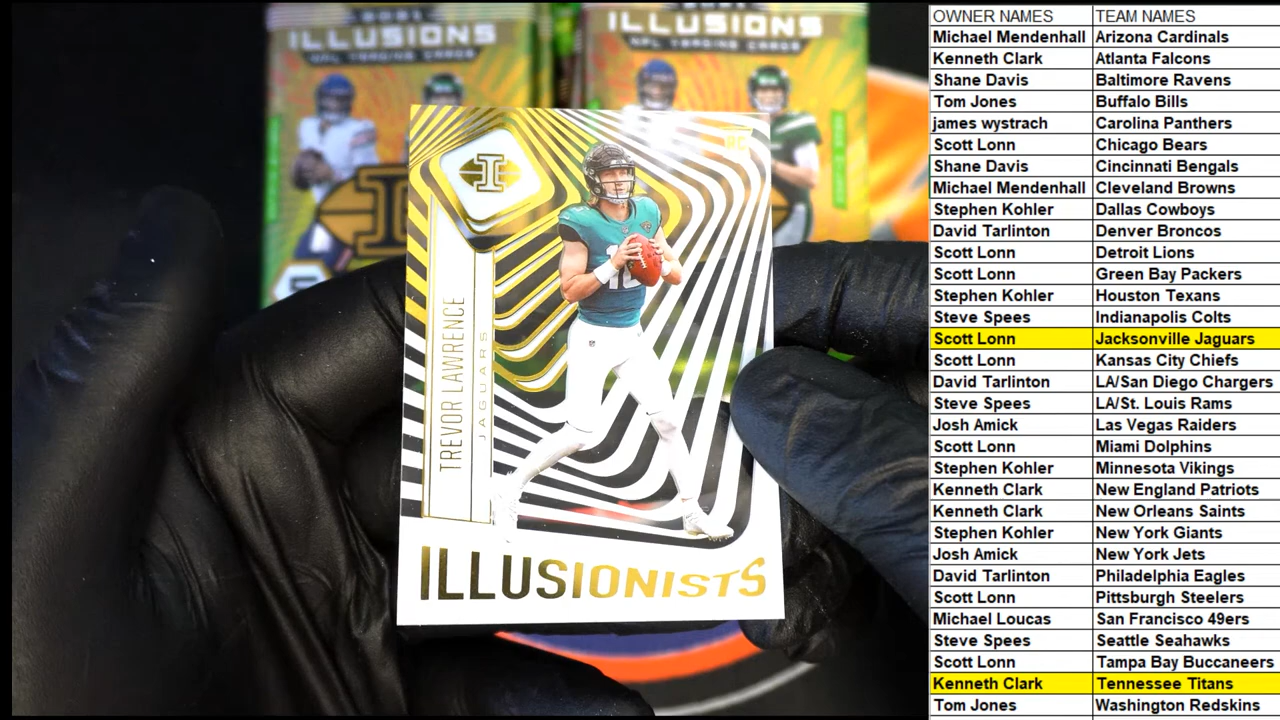 2021
ILLUSIONS
NFL TRADING CARDS
2021
ILLUSIONS
NFL TRADING CARDS
RC
I
TREVOR LAWRENCE
JAGUARS
ILLUSIONISTS
OWNER NAMES TEAM NAMES
Michael Mendenhall Arizona Cardinals
Kenneth Clark Atlanta Falcons
Shane Davis Baltimore Ravens
Tom Jones Buffalo Bills
james wystrach Carolina Panthers
Scott Lonn Chicago Bears
Shane Davis Cincinnati Bengals
Michael Mendenhall Cleveland Browns
Stephen Kohler Dallas Cowboys
David Tarlinton Denver Broncos
Scott Lonn Detroit Lions
Scott Lonn Green Bay Packers
Stephen Kohler Houston Texans
Steve Spees Indianapolis Colts
Scott Lonn Jacksonville Jaguars
Scott Lonn Kansas City Chiefs
David Tarlinton LA/San Diego Chargers
Steve Spees LA/St. Louis Rams
Josh Amick Las Vegas Raiders
Scott Lonn Miami Dolphins
Stephen Kohler Minnesota Vikings
Kenneth Clark New England Patriots
Kenneth Clark New Orleans Saints
Stephen Kohler New York Giants
Josh Amick New York Jets
David Tarlinton Philadelphia Eagles
Scott Lonn Pittsburgh Steelers
Michael Loucas San Francisco 49ers
Steve Spees Seattle Seahawks
Scott Lonn Tampa Bay Buccaneers
Kenneth Clark Tennessee Titans
Tom Jones Washington Redskins